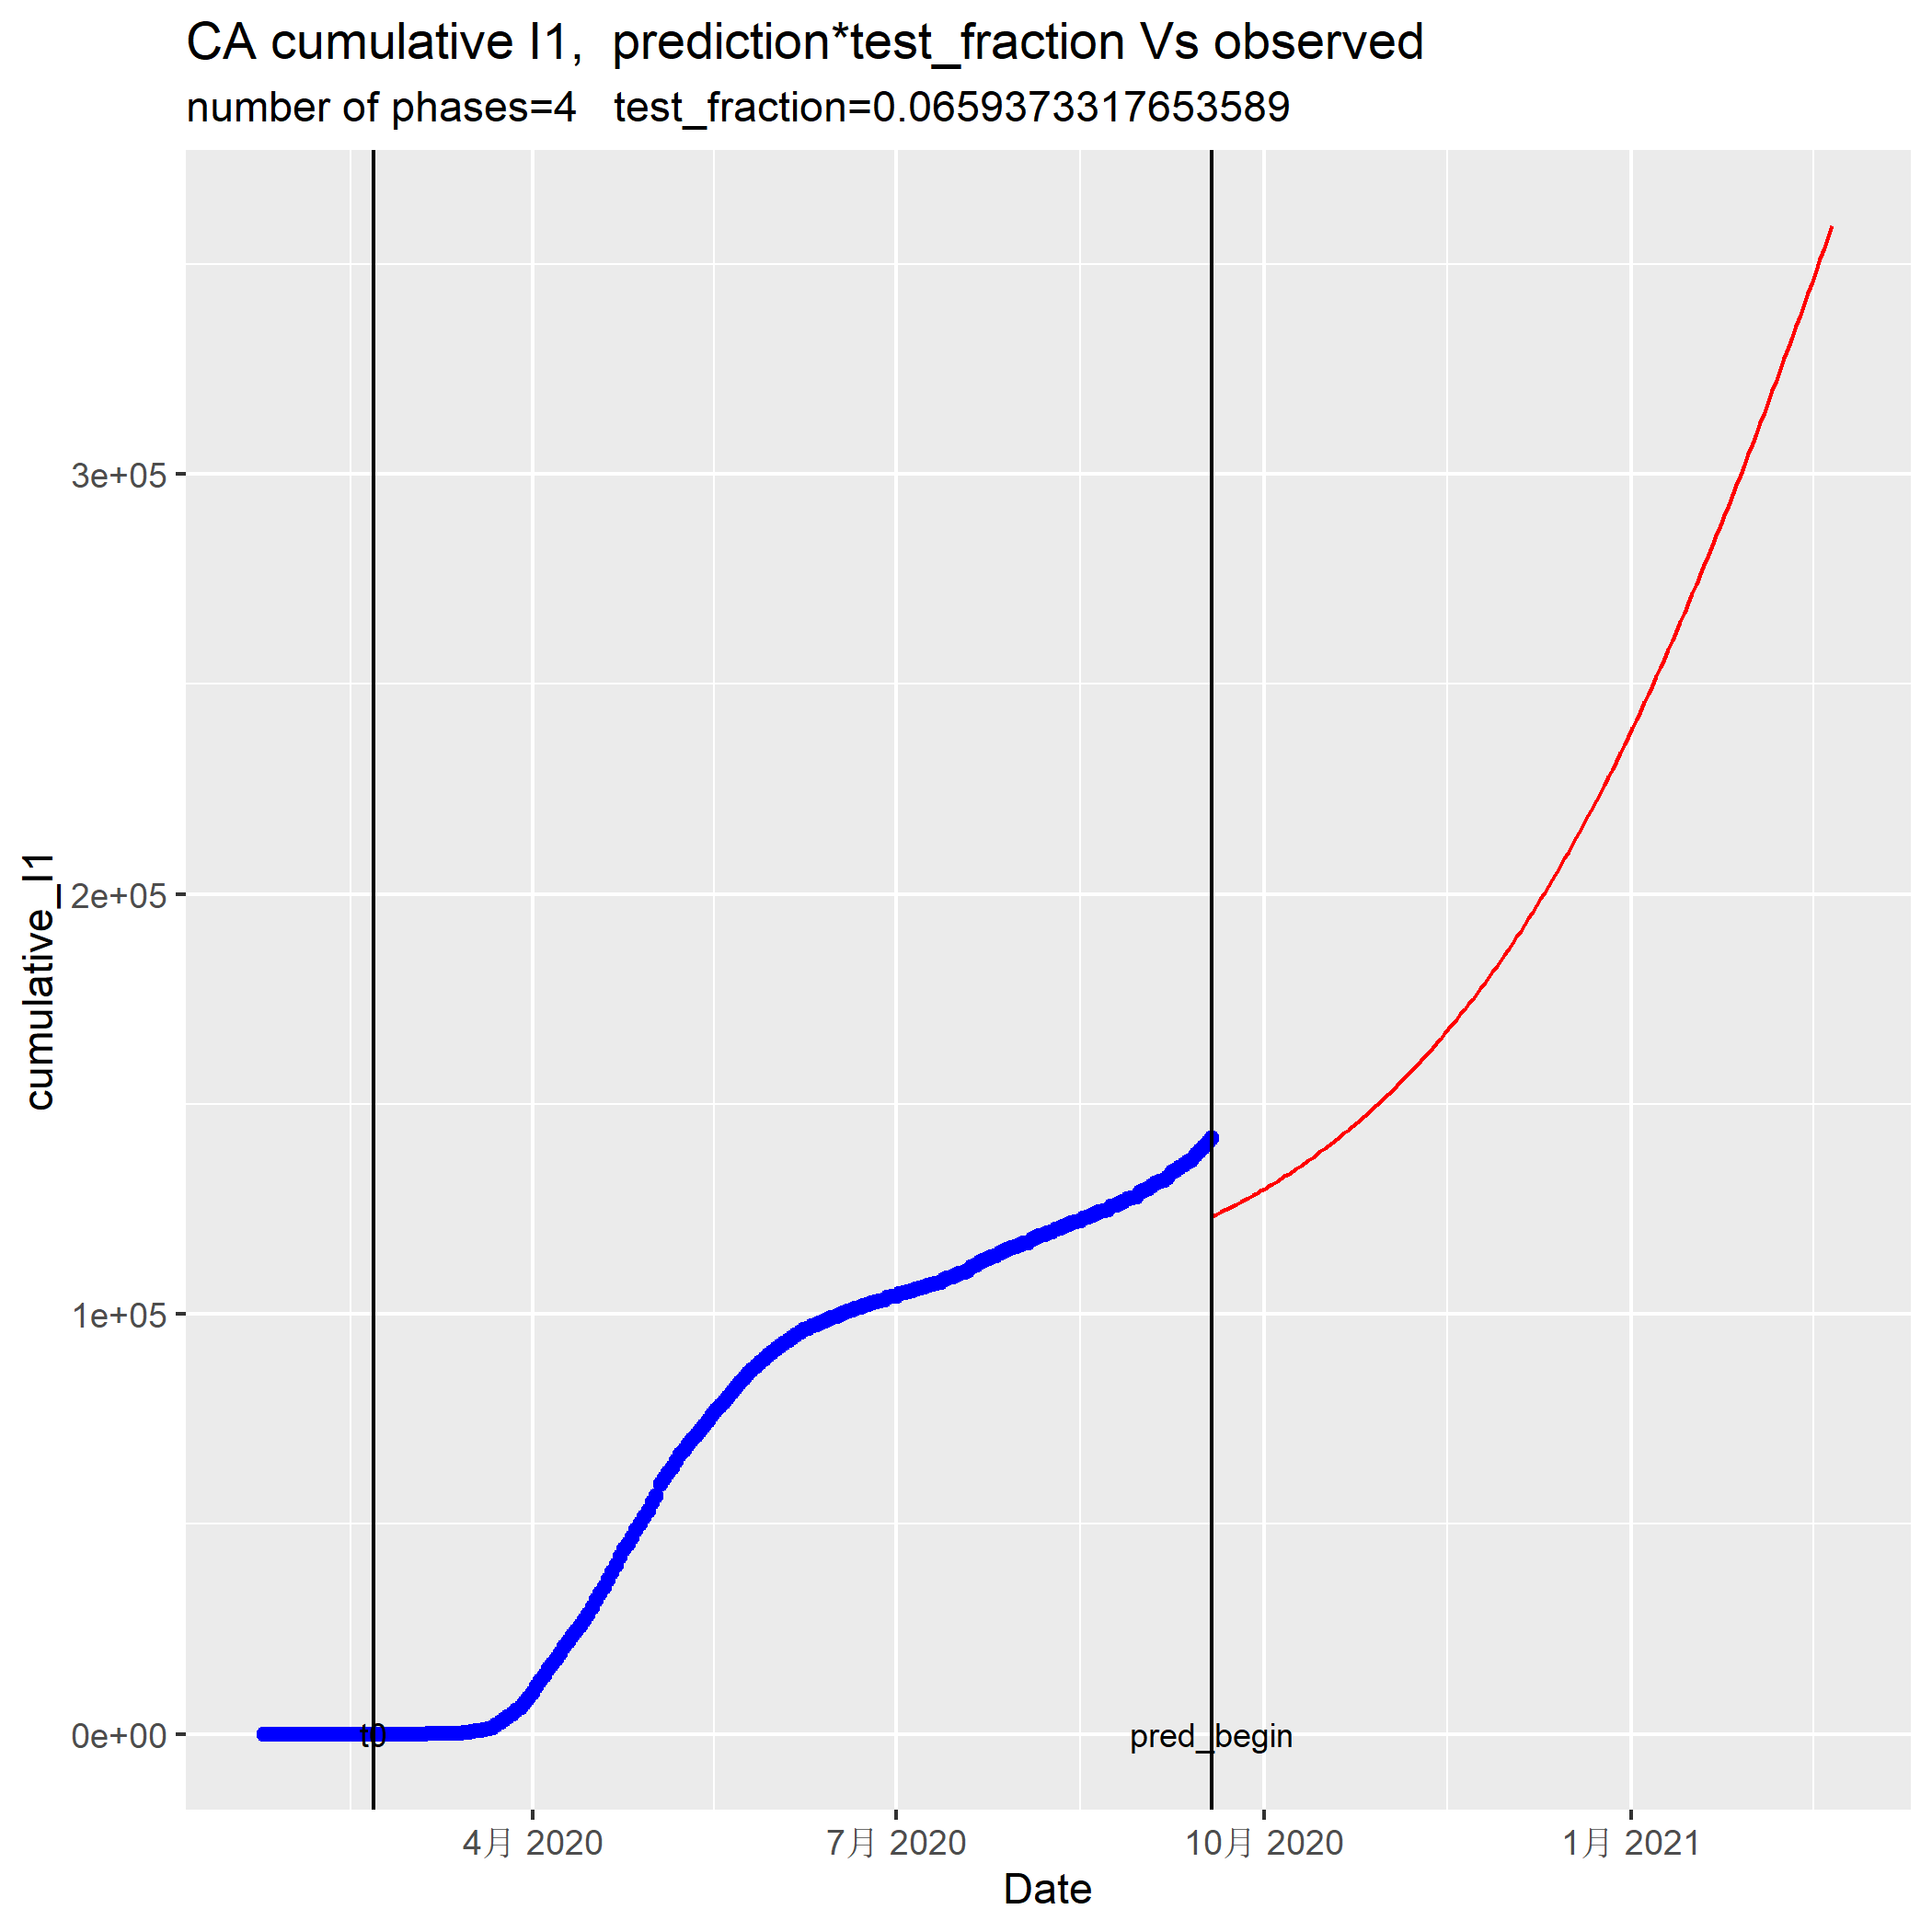 CA cumulative I1,  prediction*test_fraction Vs observed
number of phases=4   test_fraction=0.0659373317653589
cumulative_I1
3e+05
2e+05
1e+05
0e+00
t0
pred_begin
4月 2020
7月 2020
10月 2020
1月 2021
Date